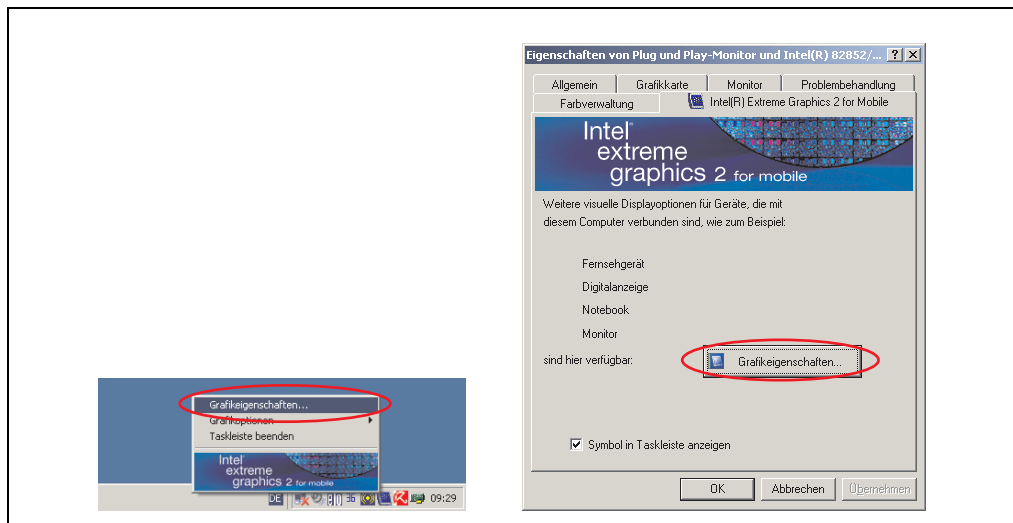 Grafikeigenschaften...
Grafikoptionen
Taskleiste beenden
Intel®
extreme
graphics 2 for mobile
DE
09:29
Eigenschaften von Plug und Play-Monitor und Intel(R) 82852/...
Allgemein Grafikkarte Monitor Problembehandlung
Farbverwaltung Intel(R) Extreme Graphics 2 for Mobile
Intel®
extreme
graphics 2 for mobile
Weitere visuelle Displayoptionen für Geräte, die mit
diesem Computer verbunden sind, wie zum Beispiel:
Fernsehgerät
Digitalanzeige
Notebook
Monitor
sind hier verfügbar: Grafikeigenschaften...
Symbol in Taskleiste anzeigen
OK Abbrechen Übernehmen